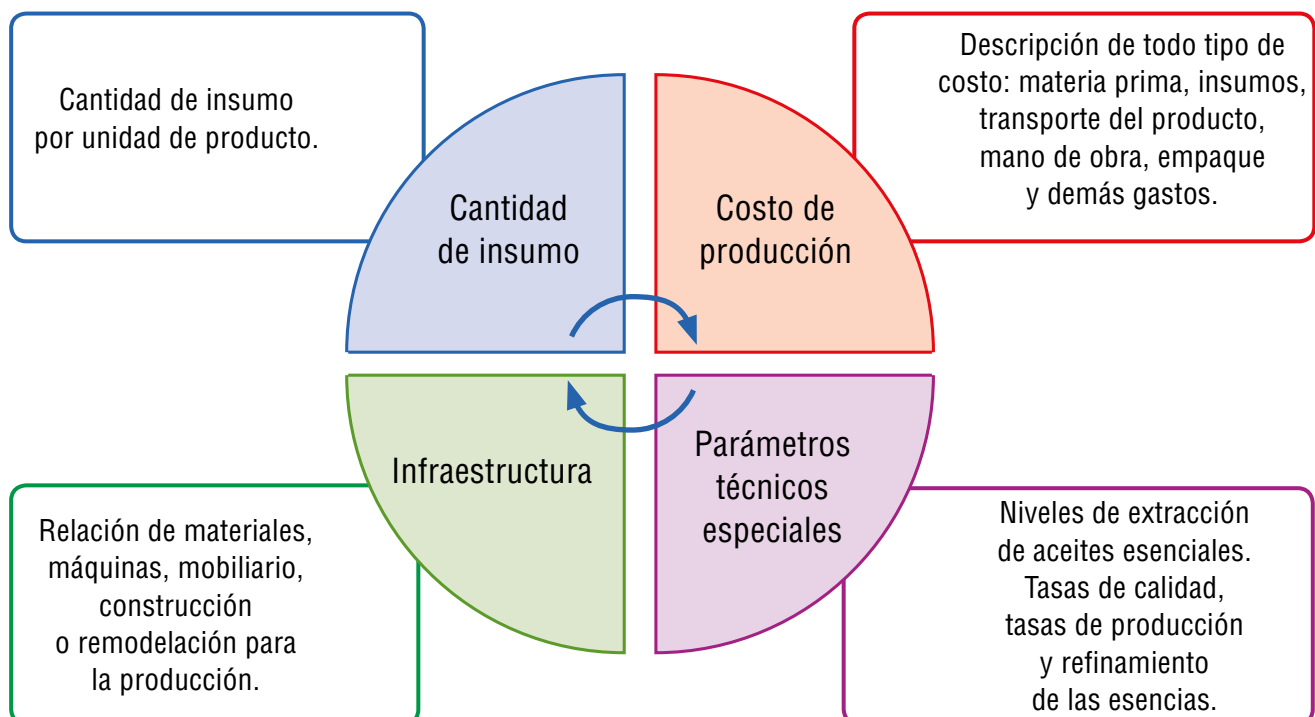 Cantidad de insumo
por unidad de producto.
Descripción de todo tipo de
costo: materia prima, insumos,
transporte del producto,
mano de obra, empaque
y demás gastos.
Cantidad
de insumo
Costo de
producción
Infraestructura
Parámetros
técnicos
especiales
Relación de materiales,
máquinas, mobiliario,
construcción
o remodelación para
la producción.
Niveles de extracción
de aceites esenciales.
Tasas de calidad,
tasas de producción
y refinamiento
de las esencias.